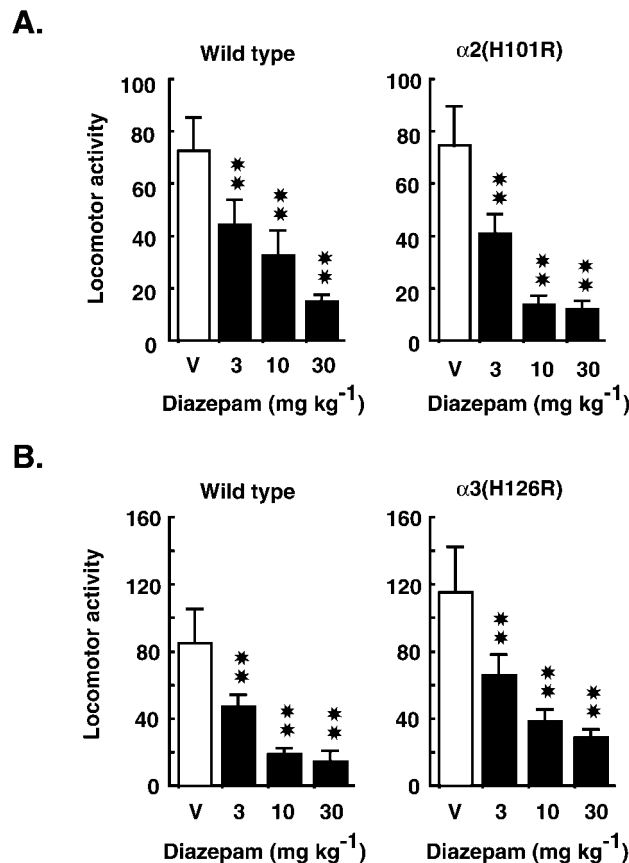 A.
Wild type
α2(H101R)
Locomotor activity
100
80
60
40
20
0
100
80
60
40
20
0
** ** **
** ** **
V 3 10 30
V 3 10 30
Diazepam (mg kg-1)
Diazepam (mg kg-1)
B.
Wild type
α3(H126R)
Locomotor activity
160
120
80
40
0
160
120
80
40
0
** ** **
** ** **
V 3 10 30
V 3 10 30
Diazepam (mg kg-1)
Diazepam (mg kg-1)